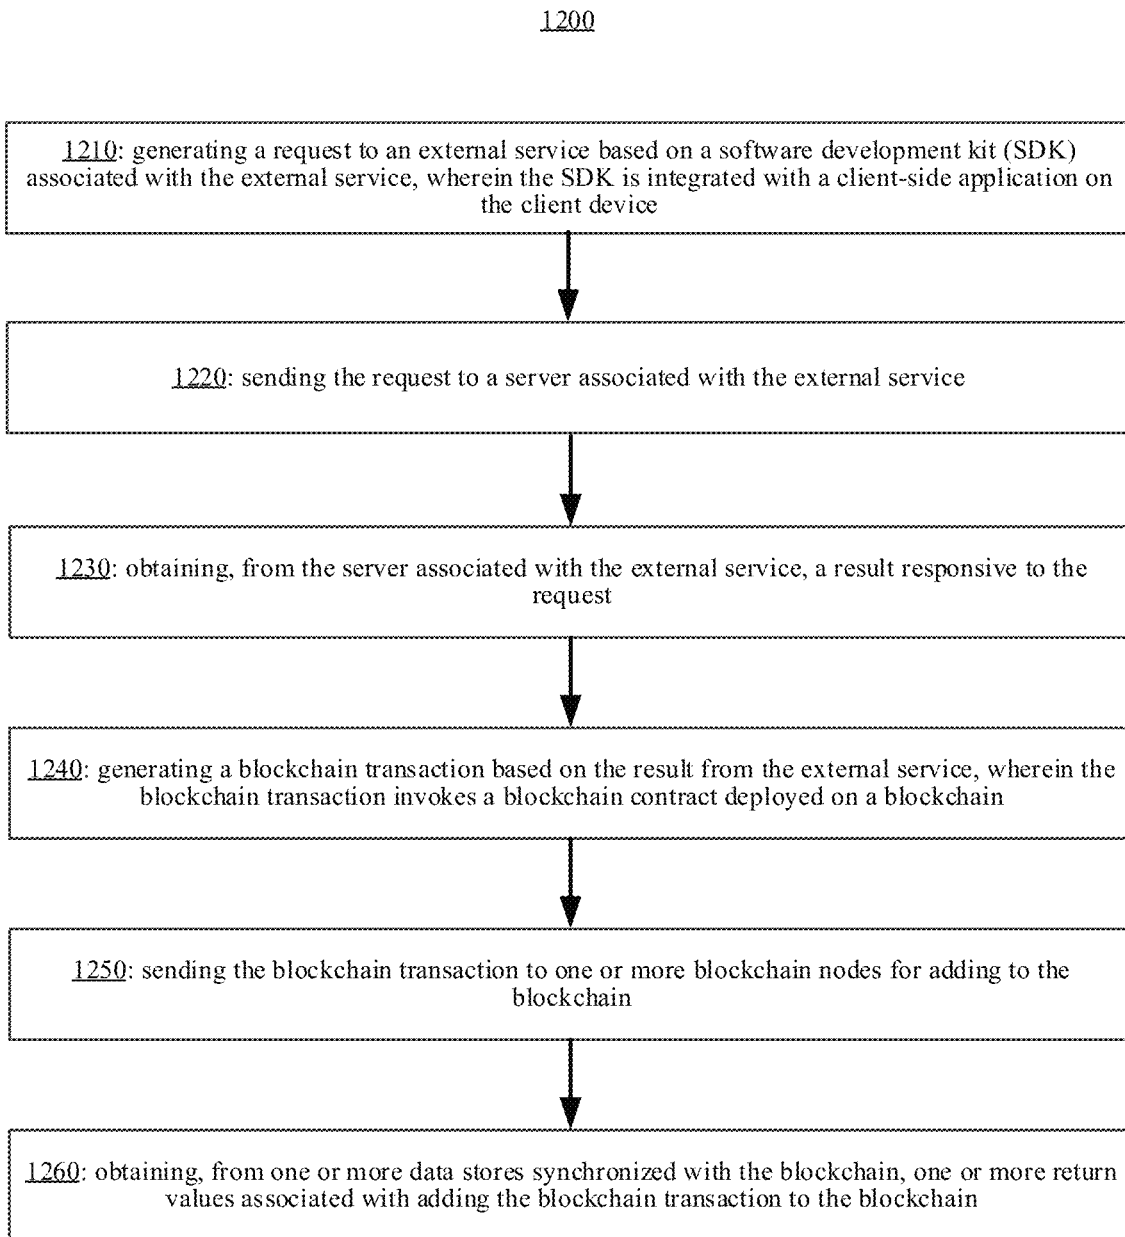 1200
1210: generating a request to an external service based on a software development kit (SDK)
associated with the external service, wherein the SDK is integrated with a client-side application on
the client device
1220: sending the request to a server associated with the external service
1230: obtaining, from the server associated with the external service, a result responsive to the
request
1240: generating a blockchain transaction based on the result from the external service, wherein the
blockchain transaction invokes a blockchain contract deployed on a blockchain
1250: sending the blockchain transaction to one or more blockchain nodes for adding to the
blockchain
1260: obtaining, from one or more data stores synchronized with the blockchain, one or more return
values associated with adding the blockchain transaction to the blockchain